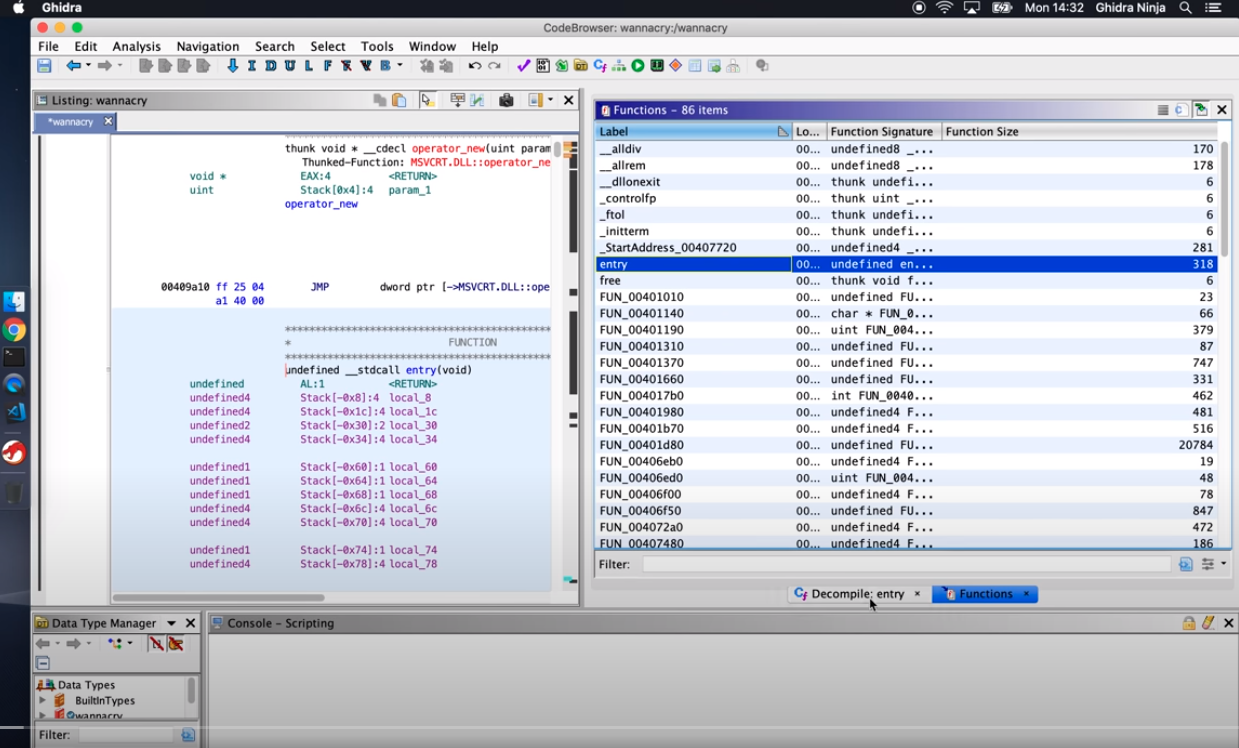 Ghidra
Mon 14:32 Ghidra Ninja
CodeBrowser: wannacry:/wannacry
File Edit Analysis Navigation Search Select Tools Window Help
I D U L F V B
Listing: wannacry
*wannacry
thunk void * __cdecl operator_new(uint param
Thunked-Function: MSVCRT.DLL::operator_ne
void * EAX:4 <RETURN>
uint Stack[0x4]:4 param_1
operator_new
00409a10 ff 25 04 JMP dword ptr [->MSVCRT.DLL::ope
a1 40 00
************************************************
* FUNCTION
************************************************
undefined __stdcall entry(void)
undefined AL:1 <RETURN>
undefined4 Stack[-0x8]:4 local_8
undefined4 Stack[-0x1c]:4 local_1c
undefined2 Stack[-0x30]:2 local_30
undefined4 Stack[-0x34]:4 local_34
undefined1 Stack[-0x60]:1 local_60
undefined1 Stack[-0x64]:1 local_64
undefined1 Stack[-0x68]:1 local_68
undefined4 Stack[-0x6c]:4 local_6c
undefined4 Stack[-0x70]:4 local_70
undefined1 Stack[-0x74]:1 local_74
undefined4 Stack[-0x78]:4 local_78
Functions – 86 items
Label Lo... Function Signature Function Size
__alldiv 00... undefined8 _... 170
__allrem 00... undefined8 _... 178
__dllonexit 00... thunk undefi... 6
_controlfp 00... thunk uint _... 6
_ftol 00... thunk undefi... 6
_initterm 00... thunk undefi... 6
_StartAddress_00407720 00... undefined4 _... 281
entry 00... undefined en... 318
free 00... thunk void f... 6
FUN_00401010 00... undefined FU... 23
FUN_00401140 00... char * FUN_0... 66
FUN_00401190 00... uint FUN_004... 379
FUN_00401310 00... undefined FU... 87
FUN_00401370 00... undefined FU... 747
FUN_00401660 00... undefined FU... 331
FUN_004017b0 00... int FUN_0040... 462
FUN_00401980 00... undefined4 F... 481
FUN_00401b70 00... undefined4 F... 516
FUN_00401d80 00... undefined FU... 20784
FUN_00406eb0 00... undefined4 F... 19
FUN_00406ed0 00... uint FUN_004... 48
FUN_00406f00 00... undefined4 F... 78
FUN_00406f50 00... undefined FU... 847
FUN_004072a0 00... undefined4 F... 472
FUN_00407480 00... undefined4 F... 186
Filter:
Decompile: entry × Functions ×
Data Type Manager
Data Types
BuiltInTypes
wannacry
Filter:
Console – Scripting